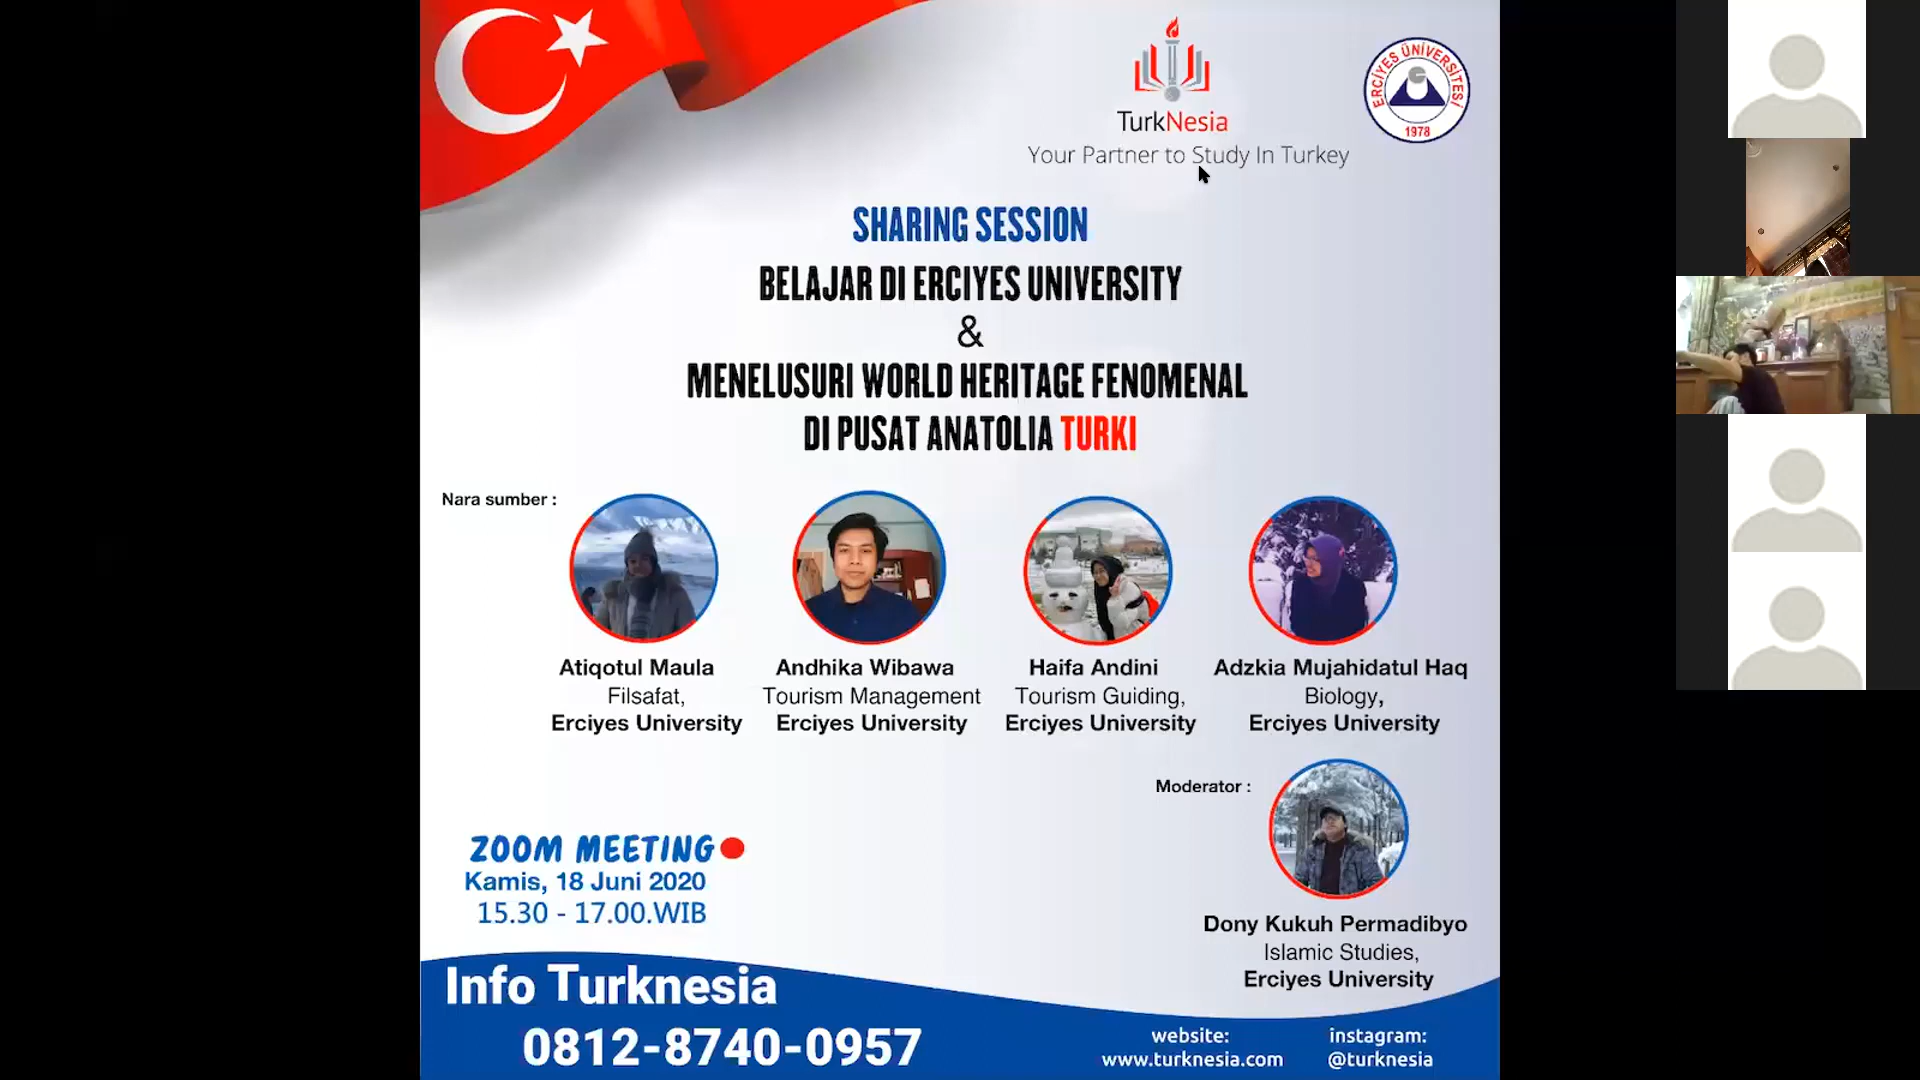 TurkNesia
Your Partner to Study In Turkey
ERCİYES ÜNİVERSİTESİ
1978
SHARING SESSION
BELAJAR DI ERCIYES UNIVERSITY
&
MENELUSURI WORLD HERITAGE FENOMENAL
DI PUSAT ANATOLIA TURKI
Nara sumber :
Atiqotul Maula
Filsafat,
Erciyes University
Andhika Wibawa
Tourism Management
Erciyes University
Haifa Andini
Tourism Guiding,
Erciyes University
Adzkia Mujahidatul Haq
Biology,
Erciyes University
Moderator :
Dony Kukuh Permadibyo
Islamic Studies,
Erciyes University
ZOOM MEETING
Kamis, 18 Juni 2020
15.30 - 17.00.WIB
Info Turknesia
0812-8740-0957
website:
www.turknesia.com
instagram:
@turknesia